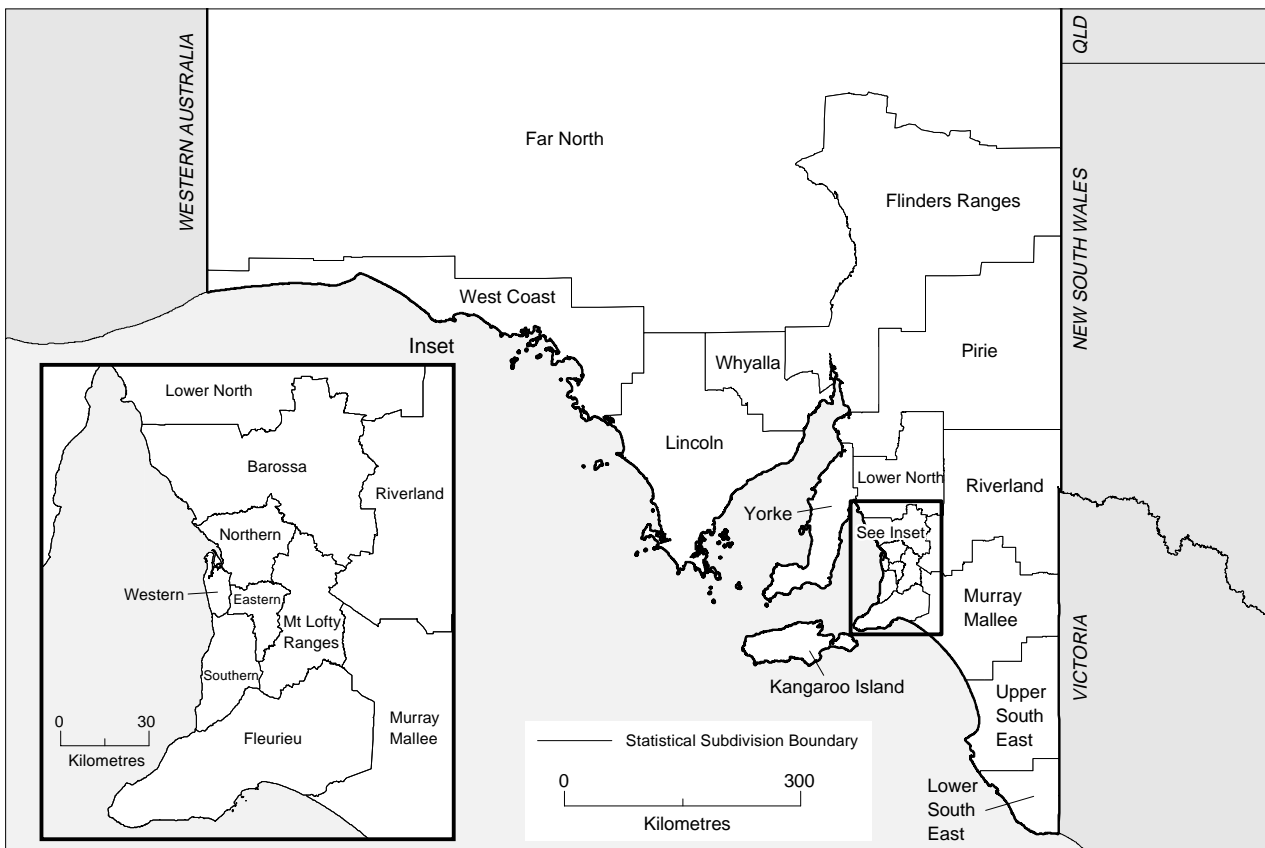 WESTERN AUSTRALIA
QLD
Far North
NEW SOUTH WALES
Flinders Ranges
West Coast
Inset
Whyalla
Pirie
Lincoln
Lower North
Riverland
Yorke
See Inset
Murray
Mallee
VICTORIA
Kangaroo Island
Upper
South
East
Lower
South
East
Lower North
Barossa
Riverland
Northern
Western
Eastern
Mt Lofty
Ranges
Southern
0 30
Kilometres
Fleurieu
Murray
Mallee
Statistical Subdivision Boundary
0 300
Kilometres